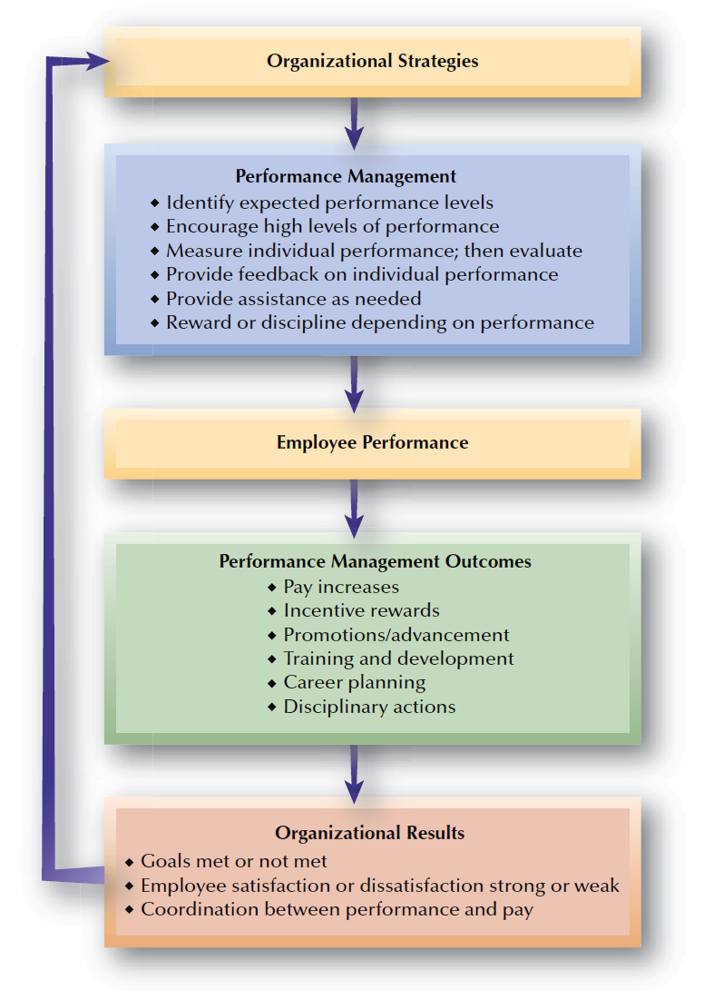 Organizational Strategies
Performance Management
◆ Identify expected performance levels
◆ Encourage high levels of performance
◆ Measure individual performance; then evaluate
◆ Provide feedback on individual performance
◆ Provide assistance as needed
◆ Reward or discipline depending on performance
Employee Performance
Performance Management Outcomes
◆ Pay increases
◆ Incentive rewards
◆ Promotions/advancement
◆ Training and development
◆ Career planning
◆ Disciplinary actions
Organizational Results
◆ Goals met or not met
◆ Employee satisfaction or dissatisfaction strong or weak
◆ Coordination between performance and pay